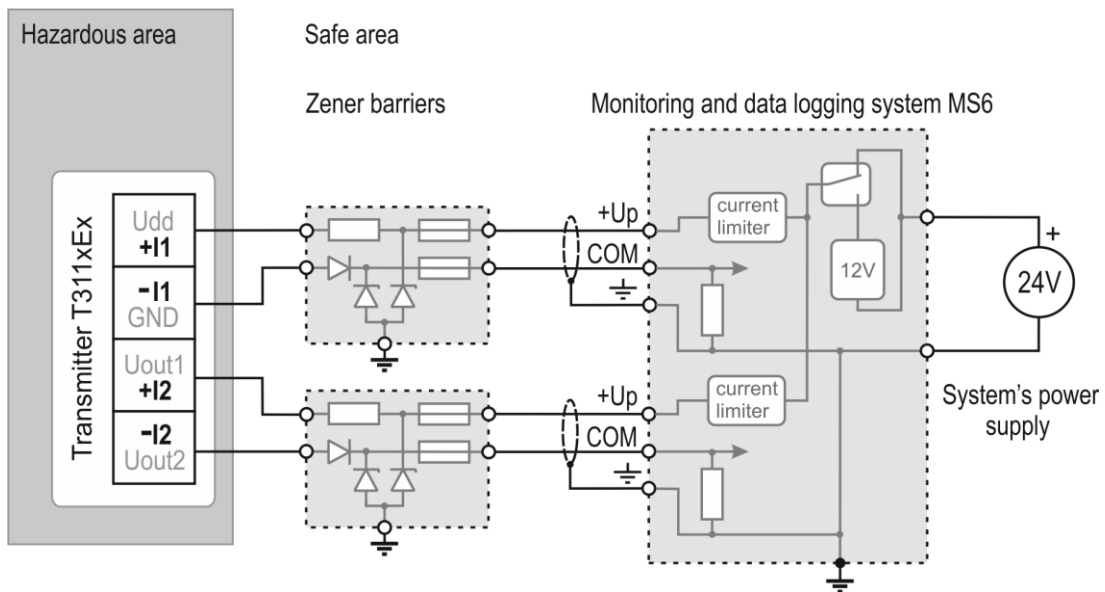 Hazardous area
Safe area
Zener barriers
Monitoring and data logging system MS6
Transmitter T311xEx
Udd
+I1
-I1
GND
Uout1
+I2
-I2
Uout2
+Up
COM
current
limiter
12V
+
24V
+Up
COM
current
limiter
System's power
supply